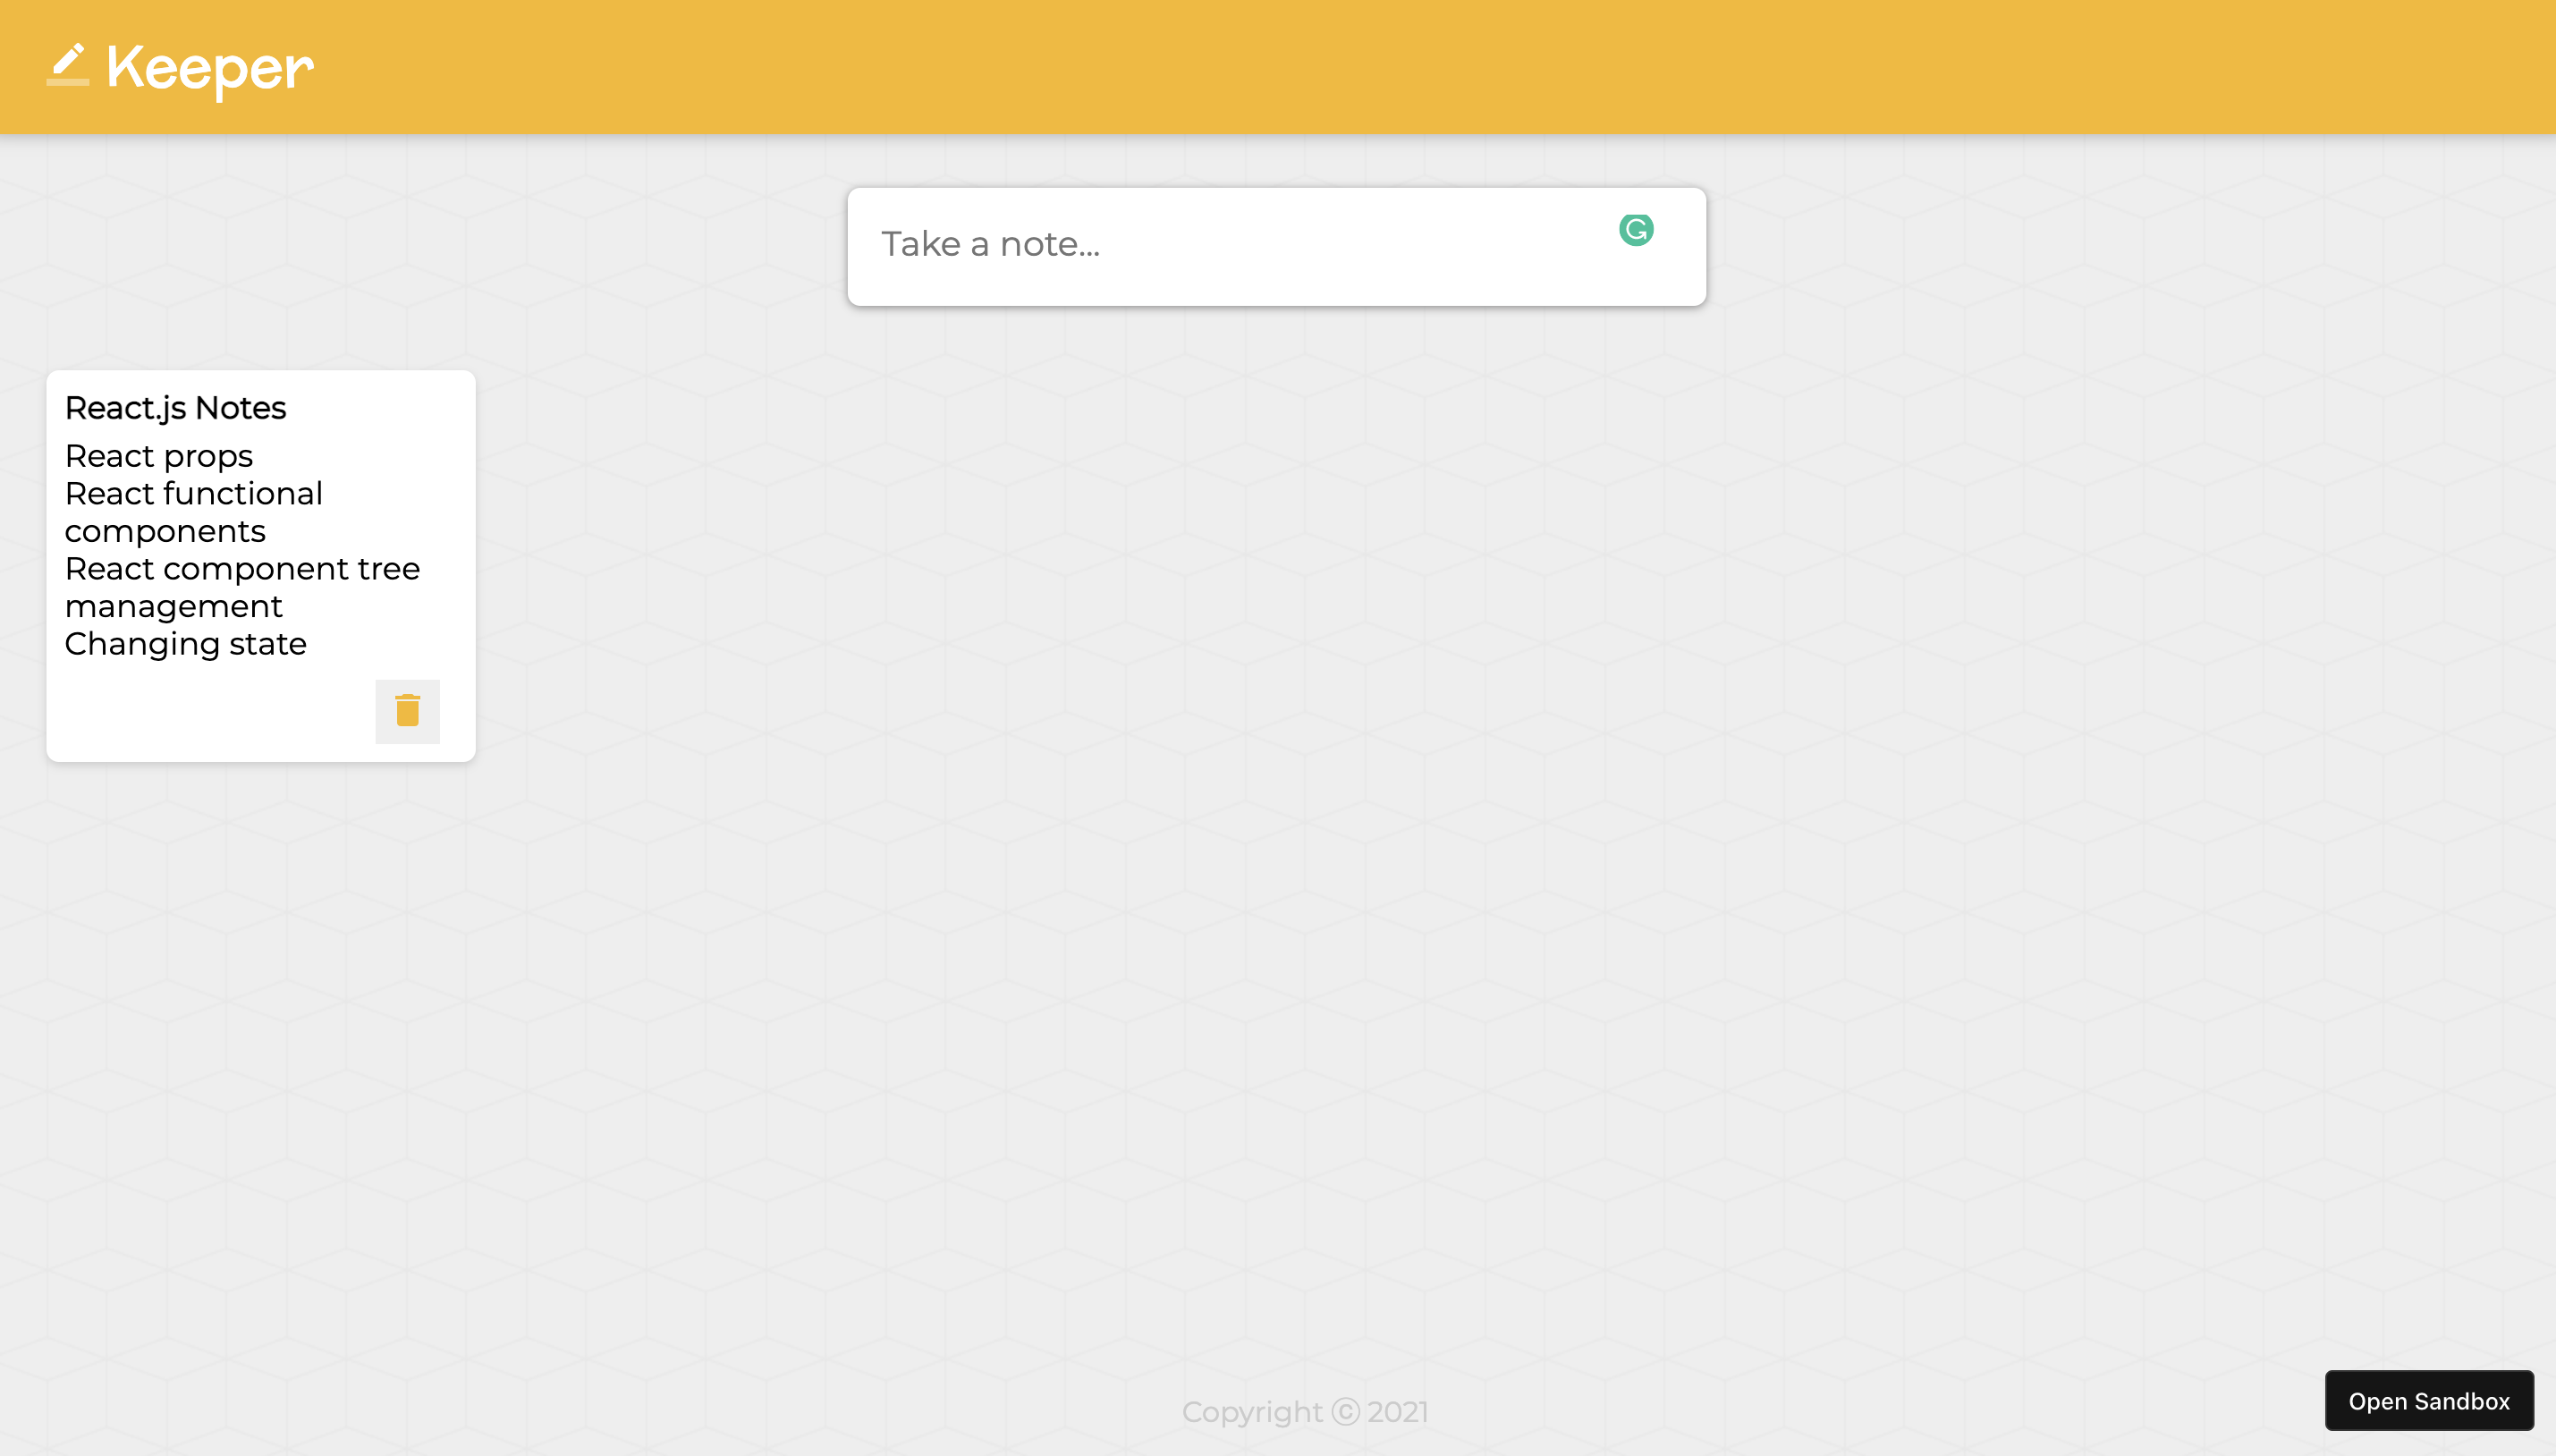 Keeper
Take a note...
React.js Notes
React props
React functional
components
React component tree
management
Changing state
Copyright ⓒ 2021
Open Sandbox